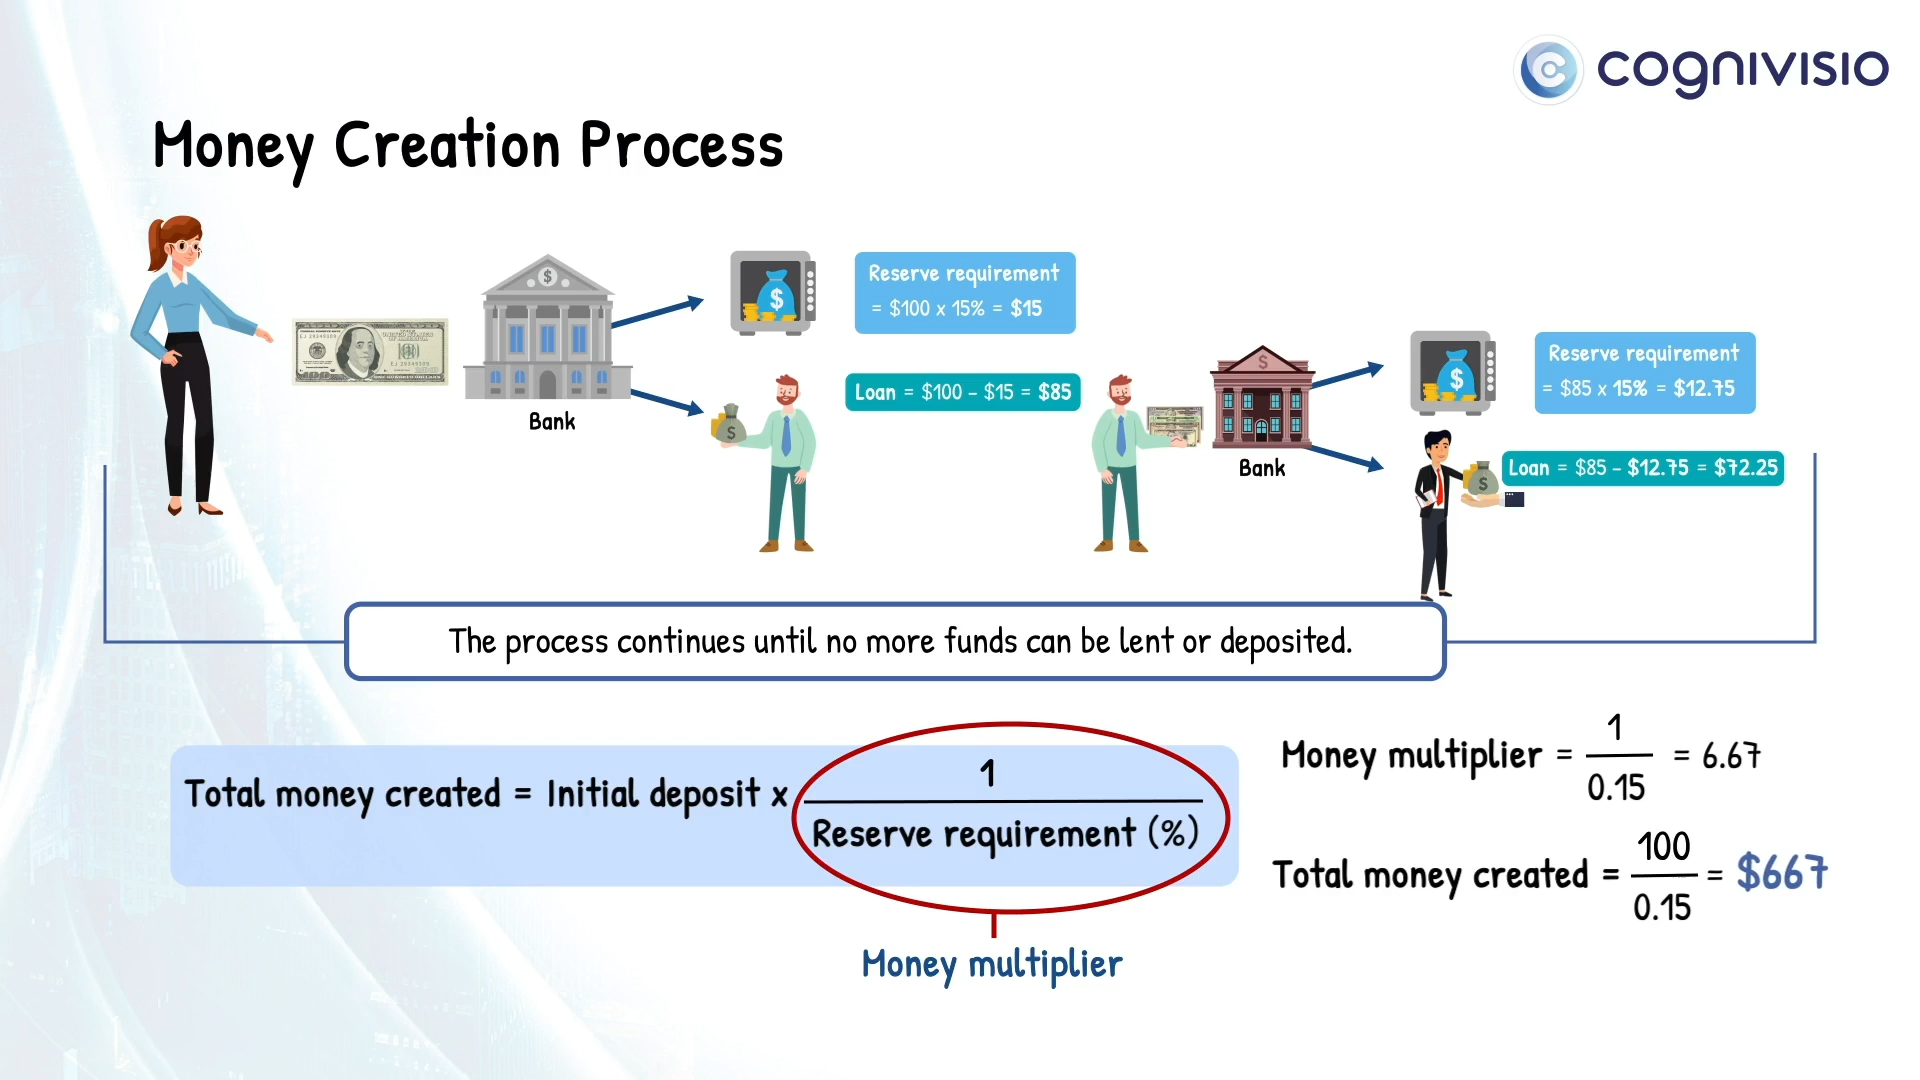 cognivisio
Money Creation Process
Reserve requirement
= $100 x 15% = $15
Loan = $100 - $15 = $85
Bank
Reserve requirement
= $85 x 15% = $12.75
Loan = $85 - $12.75 = $72.25
Bank
The process continues until no more funds can be lent or deposited.
Total money created = Initial deposit x
1
Reserve requirement (%)
Money multiplier
Money multiplier =
1
0.15
= 6.67
Total money created =
100
0.15
= $667